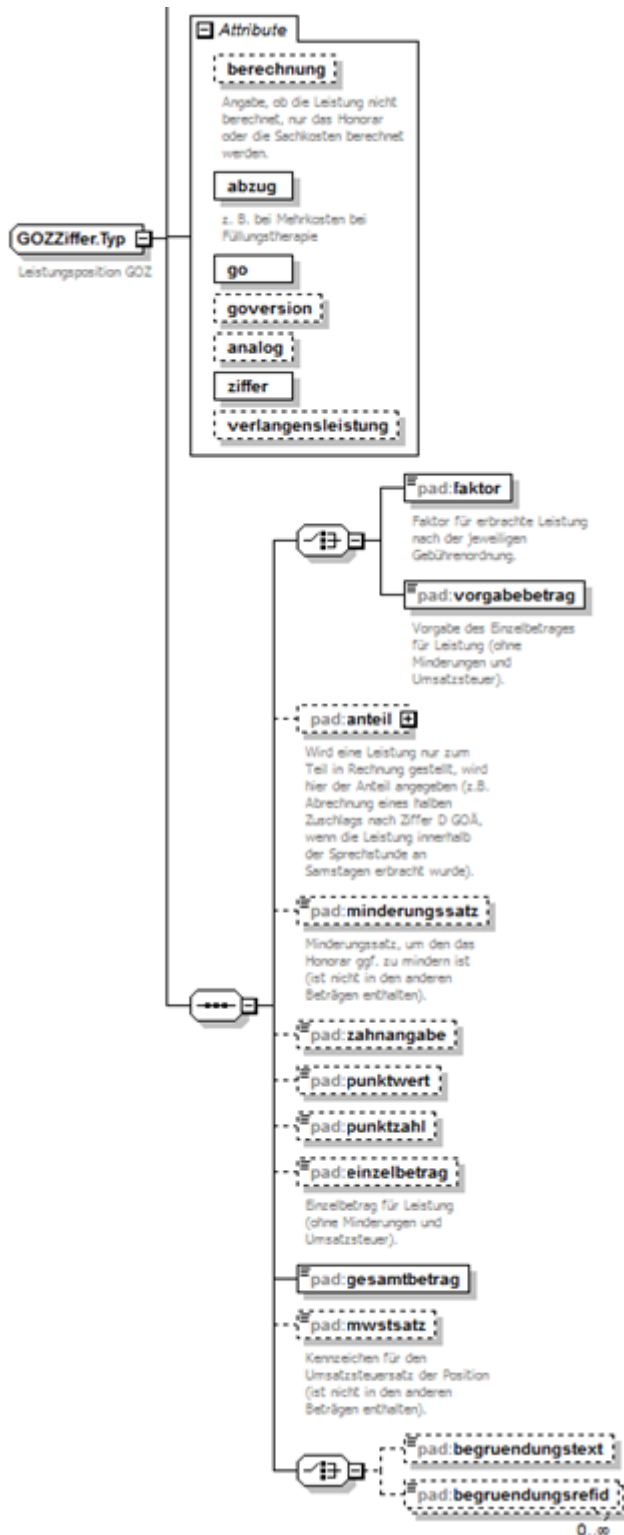 Attribute
berechnung
Angabe, ob die Leistung nicht
berechnet, nur das Honorar
oder die Sachkosten berechnet
werden.
abzug
z. B. bei Mehrkosten bei
Füllungstherapie
GOZZiffer.Typ
Leistungsposition GOZ
go
goversion
analog
ziffer
verlangensleistung
pad:faktor
Faktor für erbrachte Leistung
nach der jeweiligen
Gebührenordnung.
pad:vorgabebetrag
Vorgabe des Einzelbetrages
für Leistung (ohne
Minderungen und
Umsatzsteuer).
pad:anteil
Wird eine Leistung nur zum
Teil in Rechnung gestellt, wird
hier der Anteil angegeben (z.B.
Abrechnung eines halben
Zuschlags nach Ziffer D GOÄ,
wenn die Leistung innerhalb
der Sprechstunde an
Samstagen erbracht wurde).
pad:minderungssatz
Minderungssatz, um den das
Honorar ggf. zu mindern ist
(ist nicht in den anderen
Beträgen enthalten).
pad:zahnangabe
pad:punktwert
pad:punktzahl
pad:einzelbetrag
Einzelbetrag für Leistung
(ohne Minderungen und
Umsatzsteuer).
pad:gesamtbetrag
pad:mwstsatz
Kennzeichen für den
Umsatzsteuersatz der Position
(ist nicht in den anderen
Beträgen enthalten).
pad:begruendungstext
pad:begruendungsrefid
0..∞